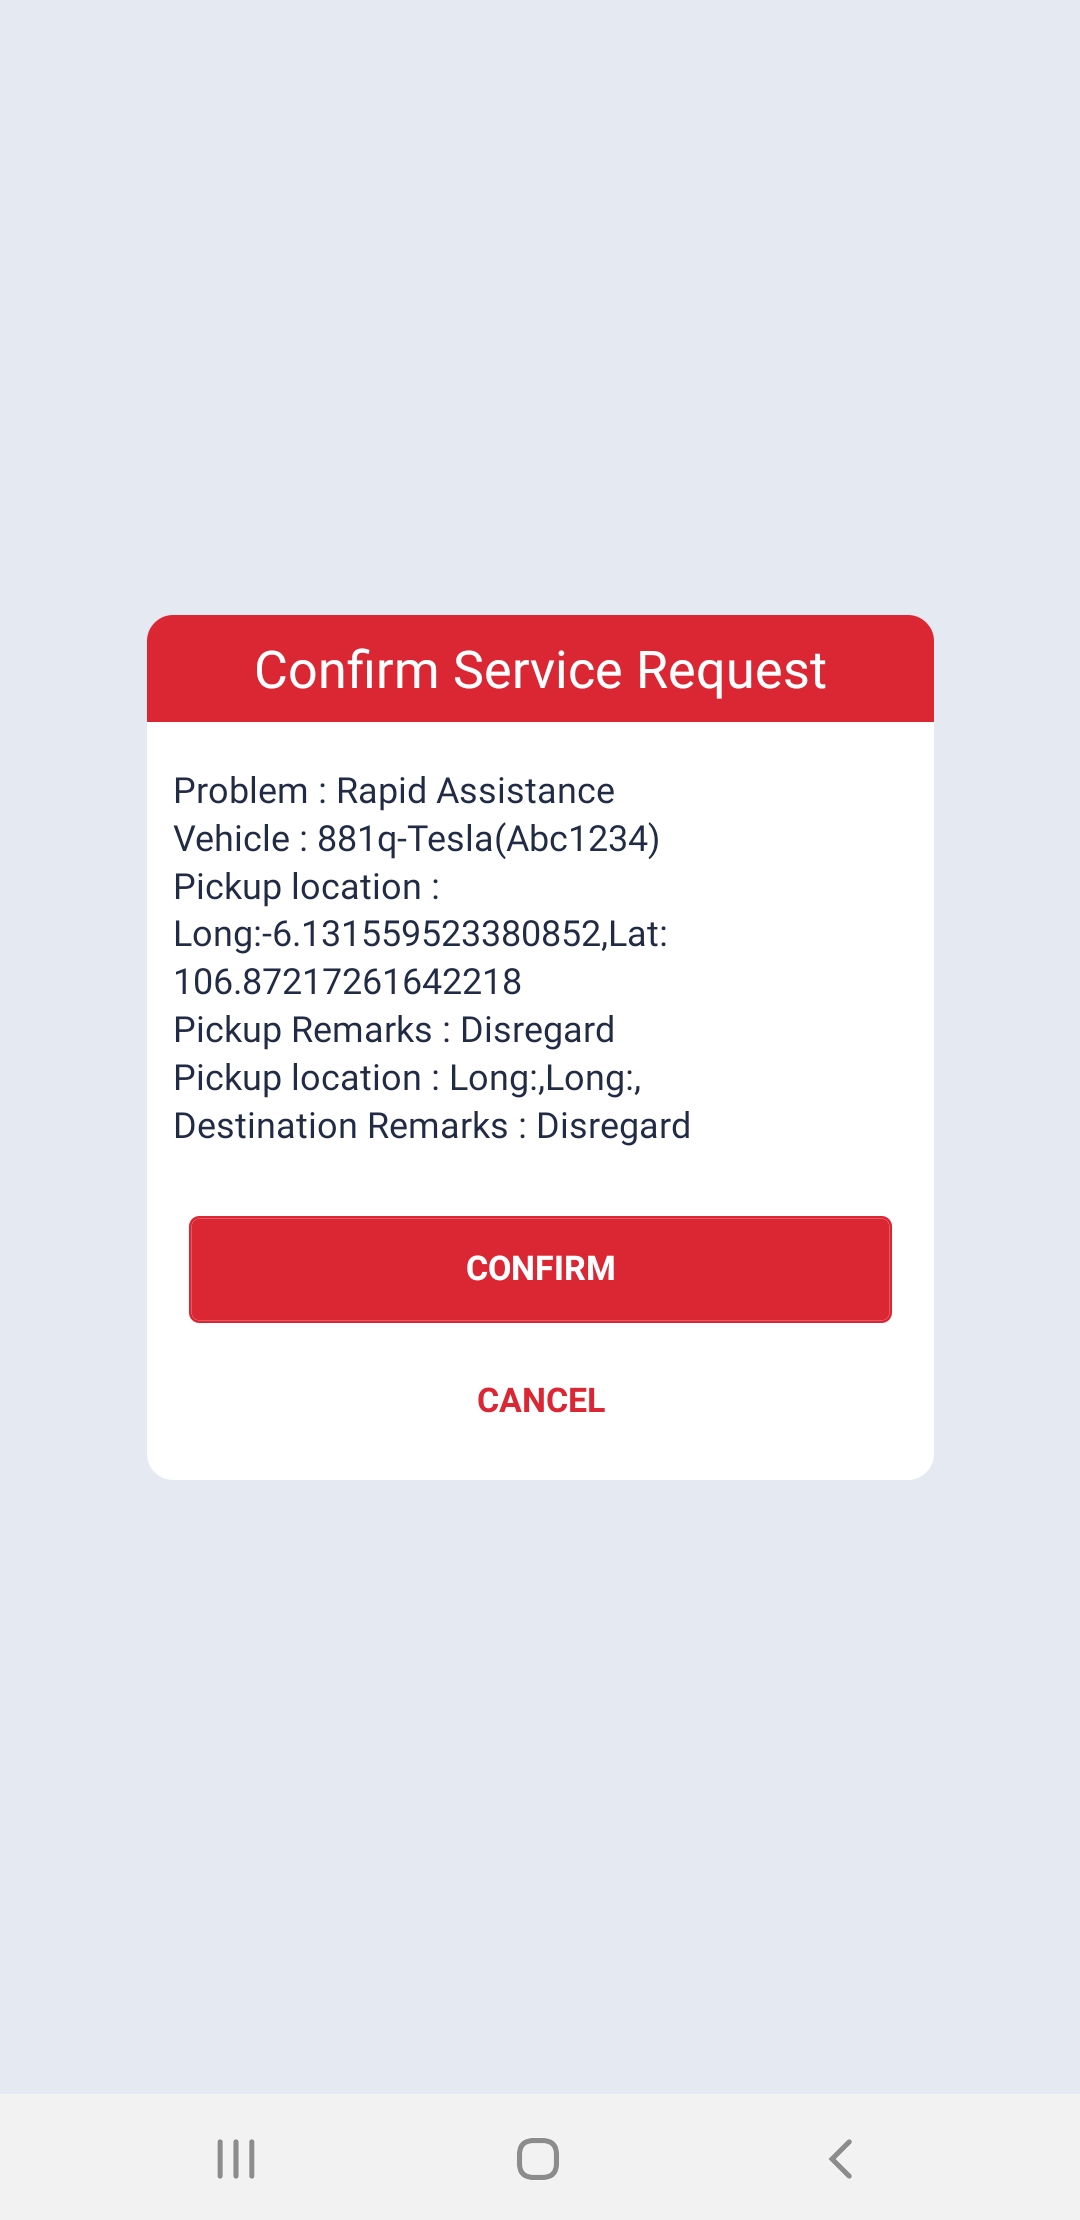 Confirm Service Request
Problem : Rapid Assistance
Vehicle : 881q-Tesla(Abc1234)
Pickup location :
Long:-6.131559523380852,Lat:
106.87217261642218
Pickup Remarks : Disregard
Pickup location : Long:,Long:,
Destination Remarks : Disregard
CONFIRM
CANCEL